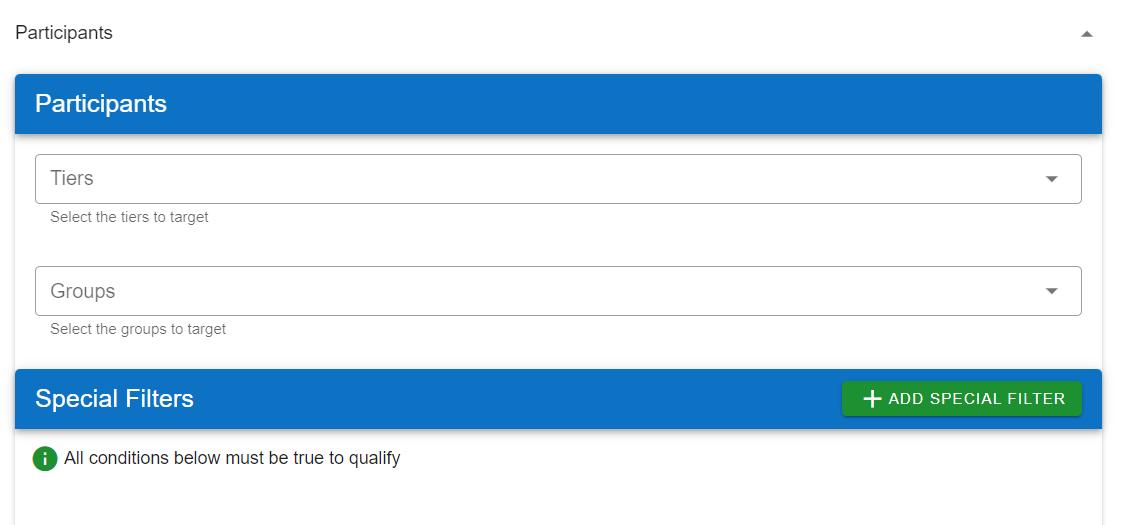 Participants
Participants
Tiers
Select the tiers to target
Groups
Select the groups to target
Special Filters
ADD SPECIAL FILTER
All conditions below must be true to qualify